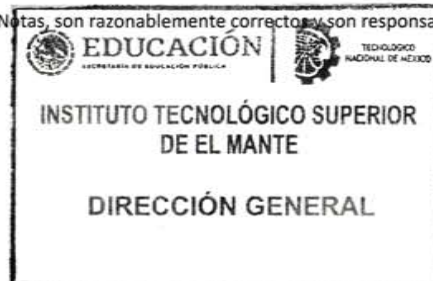 Notas, son razonablemente correctos y son responsa
EDUCACIÓN
SECRETARÍA DE EDUCACIÓN PÚBLICA
TECNOLÓGICO
NACIONAL DE MÉXICO
INSTITUTO TECNOLÓGICO SUPERIOR
DE EL MANTE
DIRECCIÓN GENERAL